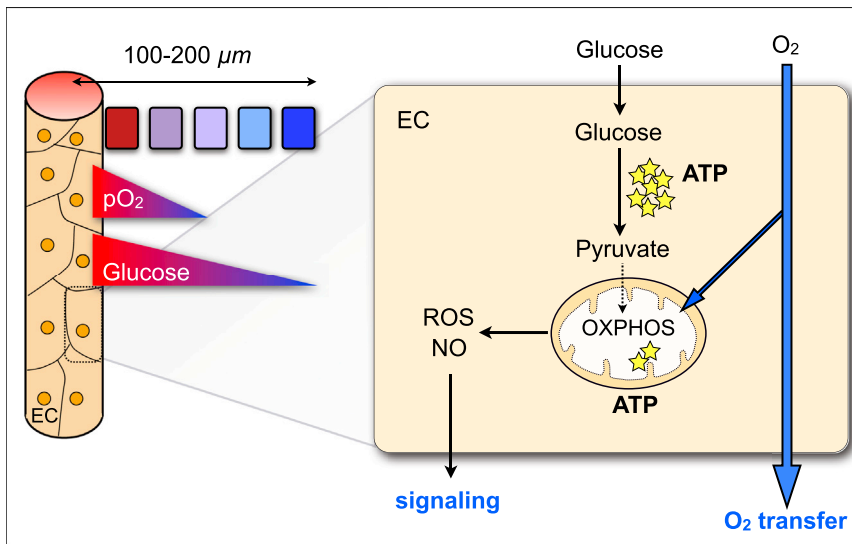 100-200 μm
pO₂
Glucose
EC
Glucose
O₂
EC
Glucose
ATP
Pyruvate
OXPHOS
ROS
NO
ATP
signaling
O₂ transfer